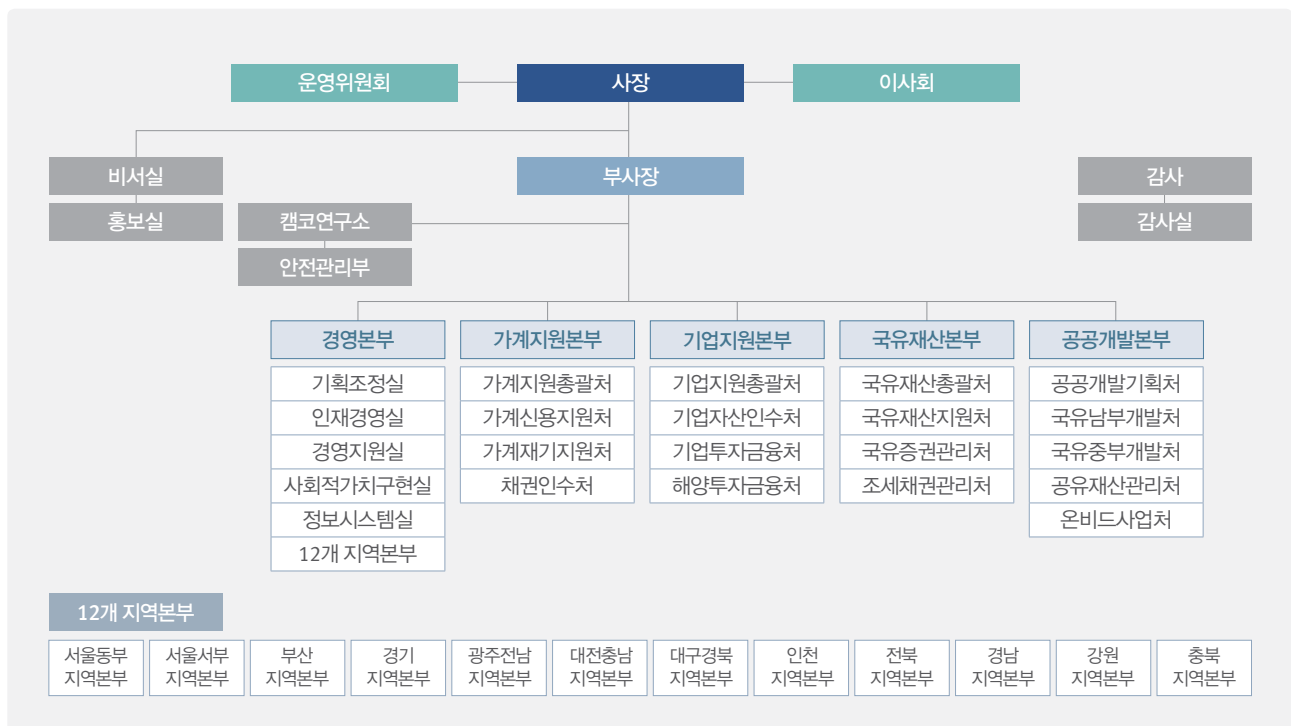 운영위원회
사장
이사회
비서실
부사장
감사
홍보실
캠코연구소
감사실
안전관리부
경영본부
기획조정실
인재경영실
경영지원실
사회적가치구현실
정보시스템실
12개 지역본부
가계지원본부
가계지원총괄처
가계신용지원처
가계재기지원처
채권인수처
기업지원본부
기업지원총괄처
기업자산인수처
기업투자금융처
해양투자금융처
국유재산본부
국유재산총괄처
국유재산지원처
국유증권관리처
조세채권관리처
공공개발본부
공공개발기획처
국유남부개발처
국유중부개발처
공유재산관리처
온비드사업처
12개 지역본부
서울동부
지역본부
서울서부
지역본부
부산
지역본부
경기
지역본부
광주전남
지역본부
대전충남
지역본부
대구경북
지역본부
인천
지역본부
전북
지역본부
경남
지역본부
강원
지역본부
충북
지역본부